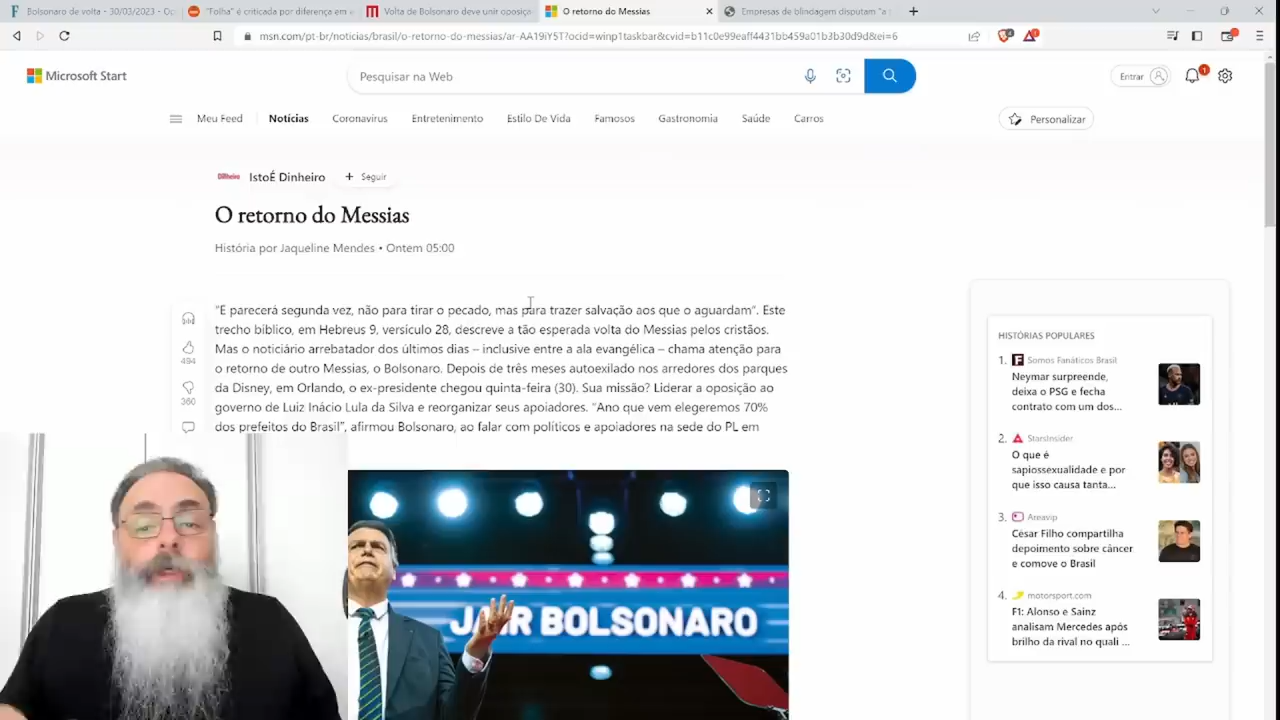 Bolsonaro de volta - 30/03/2023 - Op
"Folha" é criticada por diferença em
Volta de Bolsonaro deve unir oposiça
O retorno do Messias
Empresas de blindagem disputam "a
msn.com/pt-br/noticias/brasil/o-retorno-do-messias/ar-AA19iY5T?ocid=winp1taskbar&cvid=b11c0e99eaff4431bb459a01b3b30d9d&ei=6
Microsoft Start
Pesquisar na Web
Entrar
1
Meu Feed
Notícias
Coronavírus
Entretenimento
Estilo De Vida
Famosos
Gastronomia
Saúde
Carros
Personalizar
Dinheiro
IstoÉ Dinheiro
+ Seguir
O retorno do Messias
História por Jaqueline Mendes • Ontem 05:00
"E parecerá segunda vez, não para tirar o pecado, mas para trazer salvação aos que o aguardam". Este
trecho bíblico, em Hebreus 9, versículo 28, descreve a tão esperada volta do Messias pelos cristãos.
Mas o noticiário arrebatador dos últimos dias – inclusive entre a ala evangélica – chama atenção para
o retorno de outro Messias, o Bolsonaro. Depois de três meses autoexilado nos arredores dos parques
da Disney, em Orlando, o ex-presidente chegou quinta-feira (30). Sua missão? Liderar a oposição ao
governo de Luiz Inácio Lula da Silva e reorganizar seus apoiadores. "Ano que vem elegeremos 70%
dos prefeitos do Brasil", afirmou Bolsonaro, ao falar com políticos e apoiadores na sede do PL em
494
360
JAIR BOLSONARO
HISTÓRIAS POPULARES
1. Somos Fanáticos Brasil
Neymar surpreende,
deixa o PSG e fecha
contrato com um dos...
2. StarsInsider
O que é
sapiossexualidade e por
que isso causa tanta...
3. Areavip
César Filho compartilha
depoimento sobre câncer
e comove o Brasil
4. motorsport.com
F1: Alonso e Sainz
analisam Mercedes após
brilho da rival no quali ...